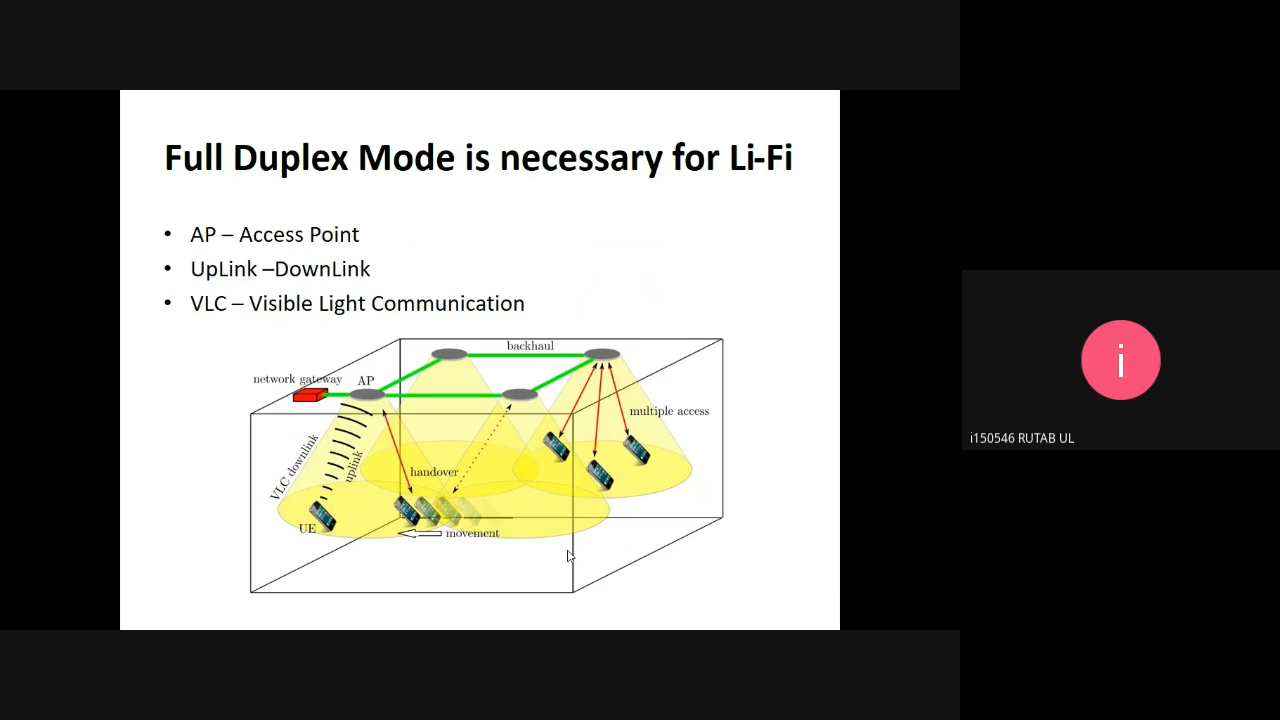 Full Duplex Mode is necessary for Li-Fi
• AP – Access Point
• UpLink –DownLink
• VLC – Visible Light Communication
backhaul
network gateway
AP
multiple access
VLC downlink
uplink
handover
UE
movement
i
i150546 RUTAB UL